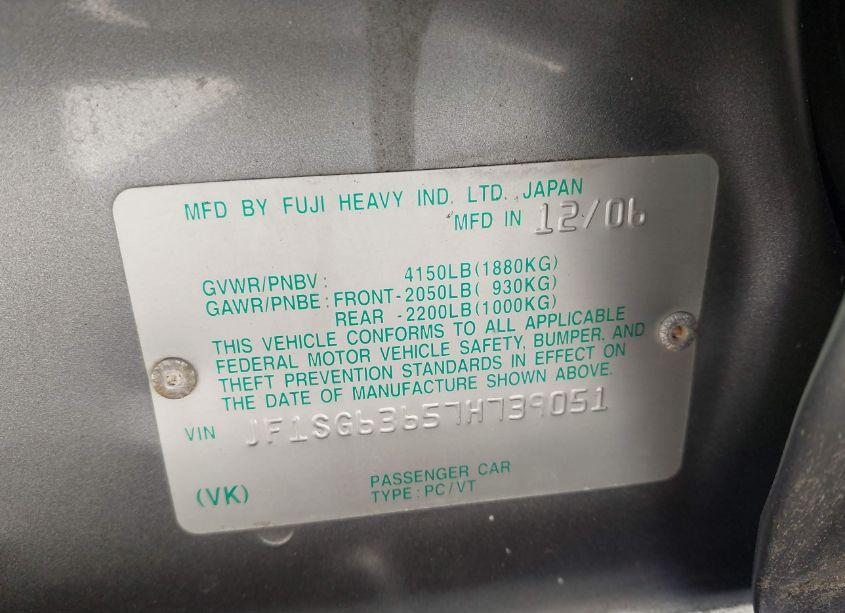 MFD BY FUJI HEAVY IND. LTD. JAPAN
MFD IN 12/06
GVWR/PNBV: 4150LB(1880KG)
GAWR/PNBE: FRONT-2050LB( 930KG)
REAR -2200LB(1000KG)
THIS VEHICLE CONFORMS TO ALL APPLICABLE
FEDERAL MOTOR VEHICLE SAFETY, BUMPER, AND
THEFT PREVENTION STANDARDS IN EFFECT ON
THE DATE OF MANUFACTURE SHOWN ABOVE.
VIN JF1SG63657H739051
PASSENGER CAR
(VK) TYPE: PC/VT